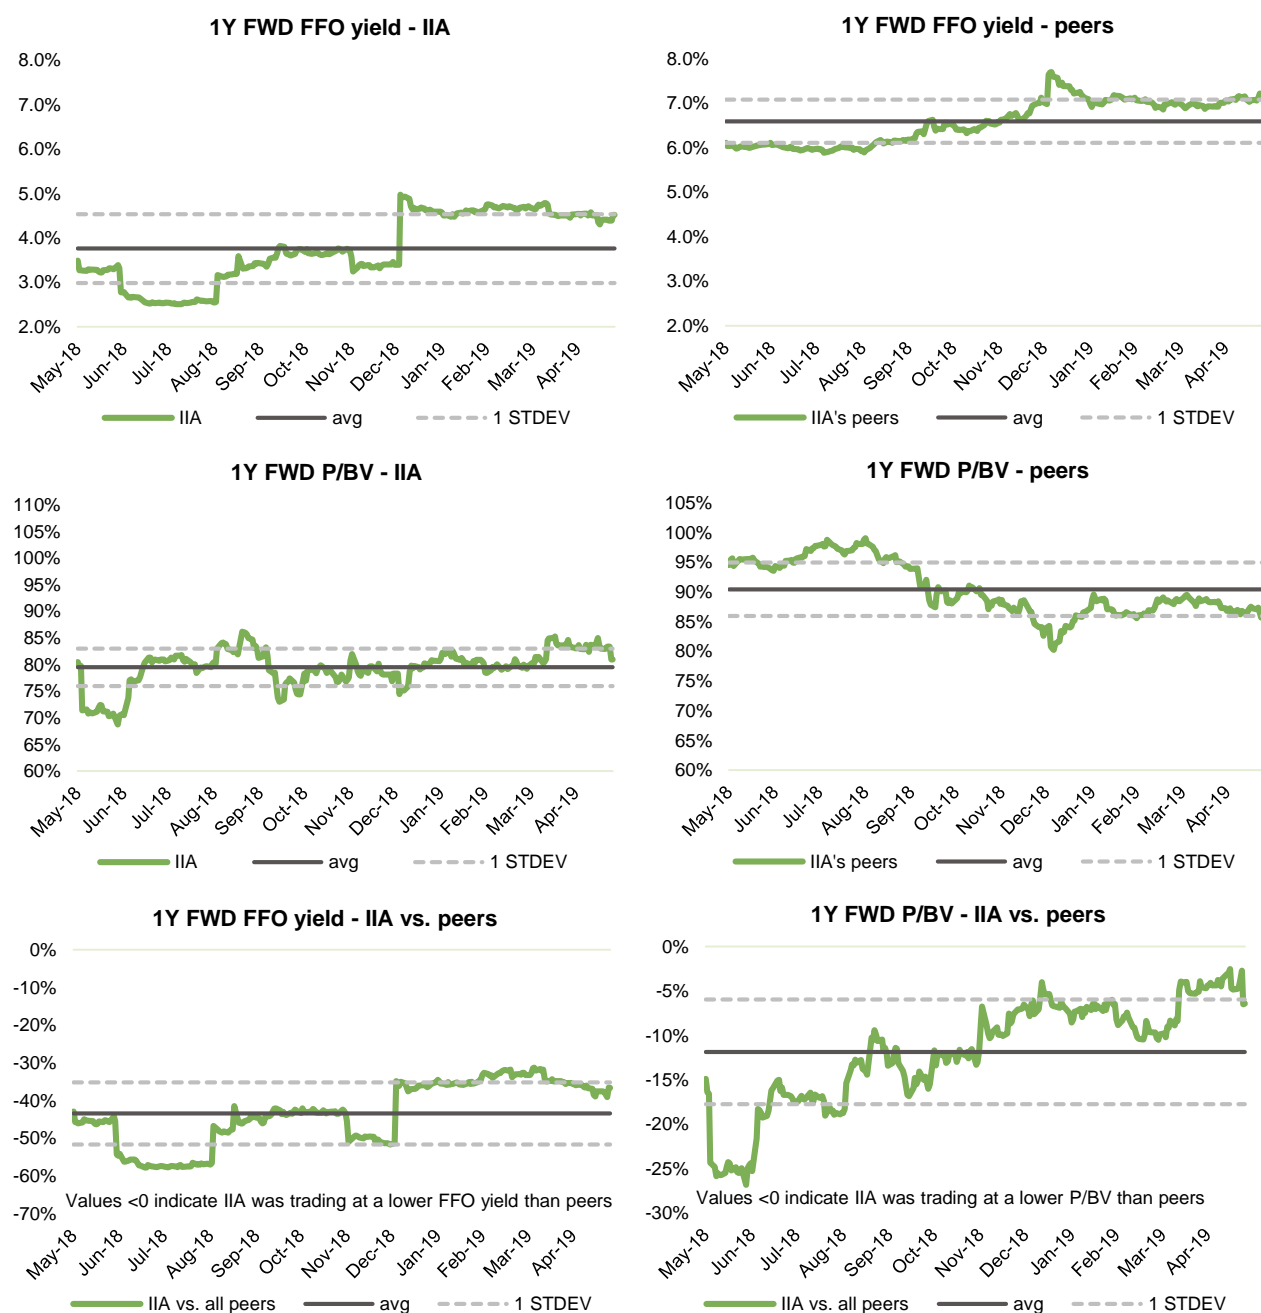 1Y FWD FFO yield - IIA
8.0%
7.0%
6.0%
5.0%
4.0%
3.0%
2.0%
May-18
Jun-18
Jul-18
Aug-18
Sep-18
Oct-18
Nov-18
Dec-18
Jan-19
Feb-19
Mar-19
Apr-19
IIA avg 1 STDEV
1Y FWD FFO yield - peers
8.0%
7.0%
6.0%
5.0%
4.0%
3.0%
2.0%
May-18
Jun-18
Jul-18
Aug-18
Sep-18
Oct-18
Nov-18
Dec-18
Jan-19
Feb-19
Mar-19
Apr-19
IIA's peers avg 1 STDEV
1Y FWD P/BV - IIA
110%
105%
100%
95%
90%
85%
80%
75%
70%
65%
60%
May-18
Jun-18
Jul-18
Aug-18
Sep-18
Oct-18
Nov-18
Dec-18
Jan-19
Feb-19
Mar-19
Apr-19
IIA avg 1 STDEV
1Y FWD P/BV - peers
105%
100%
95%
90%
85%
80%
75%
70%
65%
60%
May-18
Jun-18
Jul-18
Aug-18
Sep-18
Oct-18
Nov-18
Dec-18
Jan-19
Feb-19
Mar-19
Apr-19
IIA's peers avg 1 STDEV
1Y FWD FFO yield - IIA vs. peers
0%
-10%
-20%
-30%
-40%
-50%
-60%
-70%
Values <0 indicate IIA was trading at a lower FFO yield than peers
May-18
Jun-18
Jul-18
Aug-18
Sep-18
Oct-18
Nov-18
Dec-18
Jan-19
Feb-19
Mar-19
Apr-19
IIA vs. all peers avg 1 STDEV
1Y FWD P/BV - IIA vs. peers
0%
-5%
-10%
-15%
-20%
-25%
-30%
Values <0 indicate IIA was trading at a lower P/BV than peers
May-18
Jun-18
Jul-18
Aug-18
Sep-18
Oct-18
Nov-18
Dec-18
Jan-19
Feb-19
Mar-19
Apr-19
IIA vs. all peers avg 1 STDEV